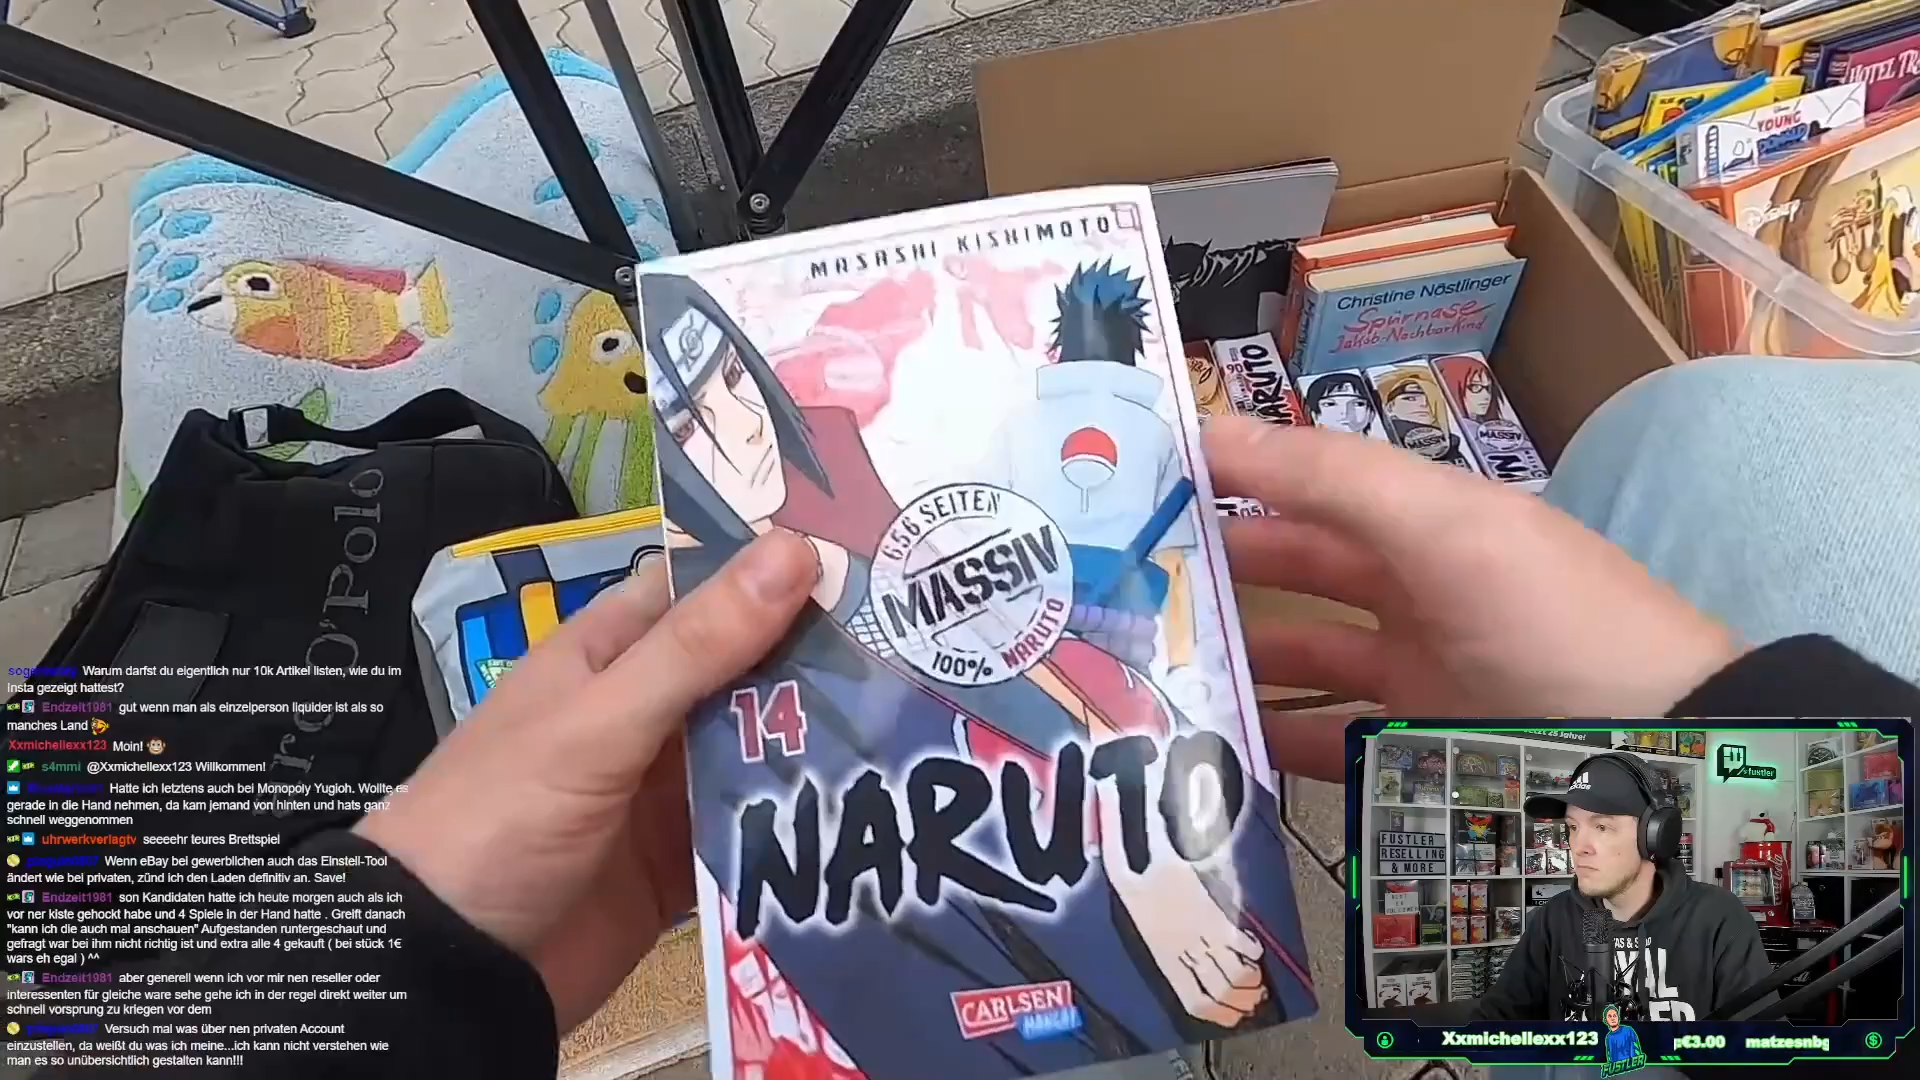 MASASHI KISHIMOTO
656 SEITEN
MASSIV
100% NARUTO
14
NARUTO
CARLSEN
MANGA!
Christine Nöstlinger
Spürnase
Jakob-Nachbarkind
NARUTO
90
MASSIV
MASSIV
HOTEL
YOUNG
DONALD
Disney
Marc O'Polo
Warum darfst du eigentlich nur 10k Artikel listen, wie du im
Insta gezeigt hattest?
Endzeit1981 gut wenn man als einzelperson liquider ist als so
manches Land
Xxmichellexx123 Moin!
s4mmi @Xxmichellexx123 Willkommen!
Hatte ich letztens auch bei Monopoly Yugioh. Wollte es
gerade in die Hand nehmen, da kam jemand von hinten und hats ganz
schnell weggenommen
uhrwerkverlagtv seeeehr teures Brettspiel
Wenn eBay bei gewerblichen auch das EInstell-Tool
ändert wie bei privaten, zünd ich den Laden definitiv an. Save!
Endzeit1981 son Kandidaten hatte ich heute morgen auch als ich
vor ner kiste gehockt habe und 4 Spiele in der Hand hatte . Greift danach
"kann ich die auch mal anschauen" Aufgestanden runtergeschaut und
gefragt war bei ihm nicht richtig ist und extra alle 4 gekauft ( bei stück 1€
wars eh egal ) ^^
Endzeit1981 aber generell wenn ich vor mir nen reseller oder
interessenten für gleiche ware sehe gehe ich in der regel direkt weiter um
schnell vorsprung zu kriegen vor dem
Versuch mal was über nen privaten Account
einzustellen, da weißt du was ich meine...ich kann nicht verstehen wie
man es so unübersichtlich gestalten kann!!!
FUSTLER
RESELLING
& MORE
fustler
adidas
Xxmichellexx123
FUSTLER
:€3.00
matzesnbg